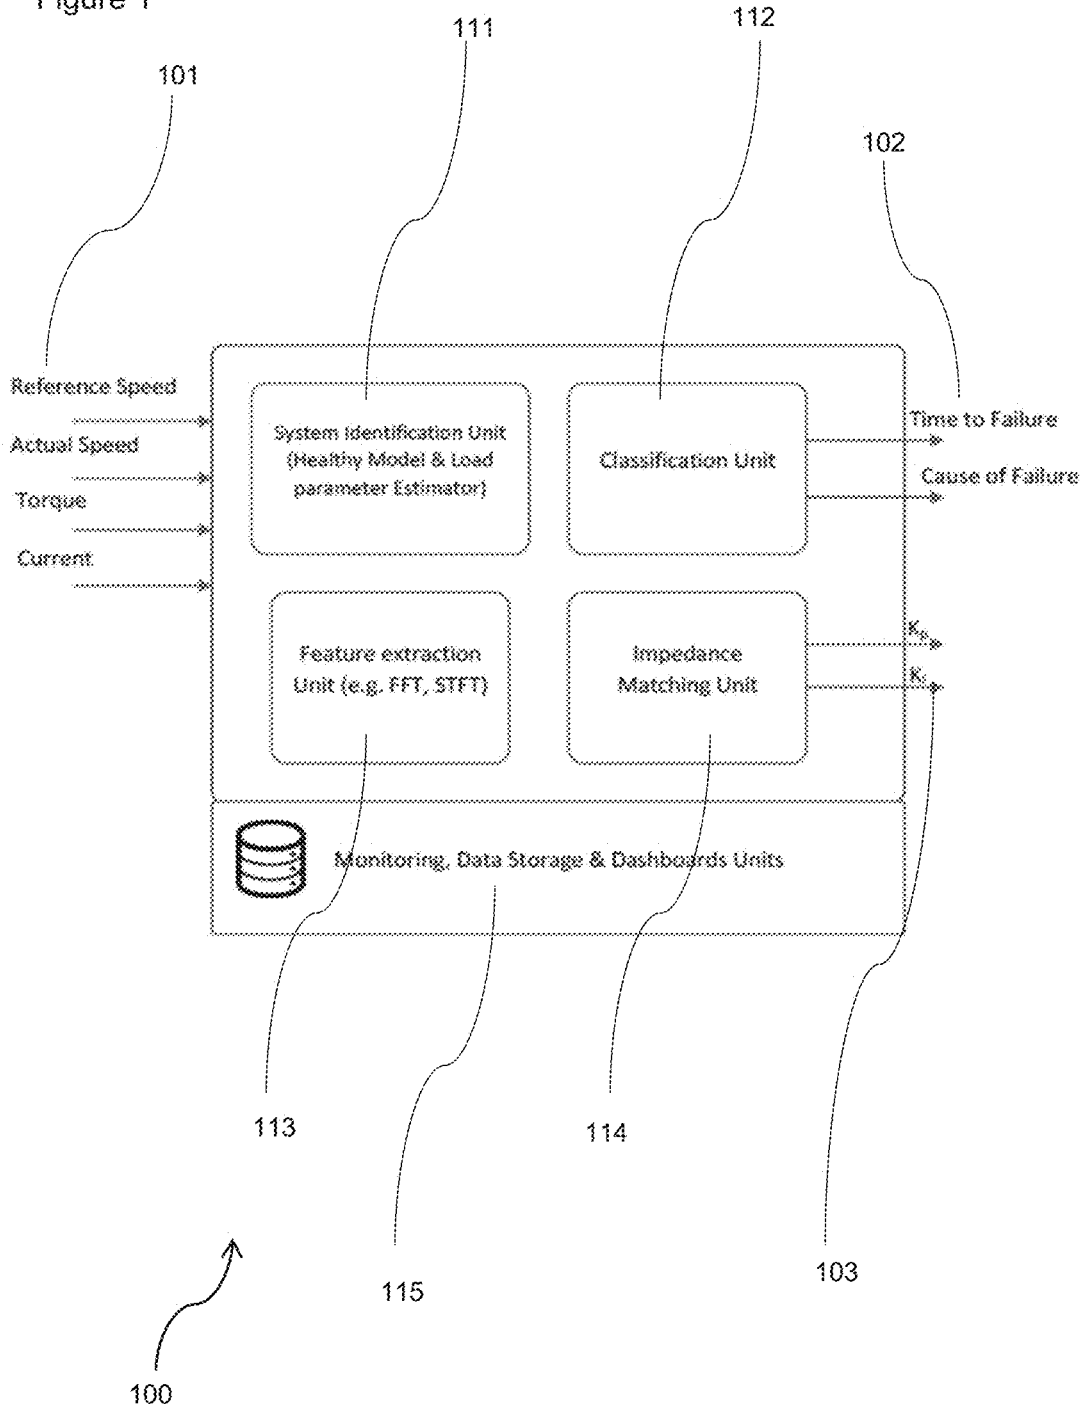 Figure 1
111
112
101
102
Reference Speed
Actual Speed
Torque
Current
System Identification Unit
(Healthy Model & Load
parameter Estimator)
Classification Unit
Time to Failure
Cause of Failure
Feature extraction
Unit (e.g. FFT, STFT)
Impedance
Matching Unit
Kp
Ki
Monitoring, Data Storage & Dashboards Units
113
114
115
103
100